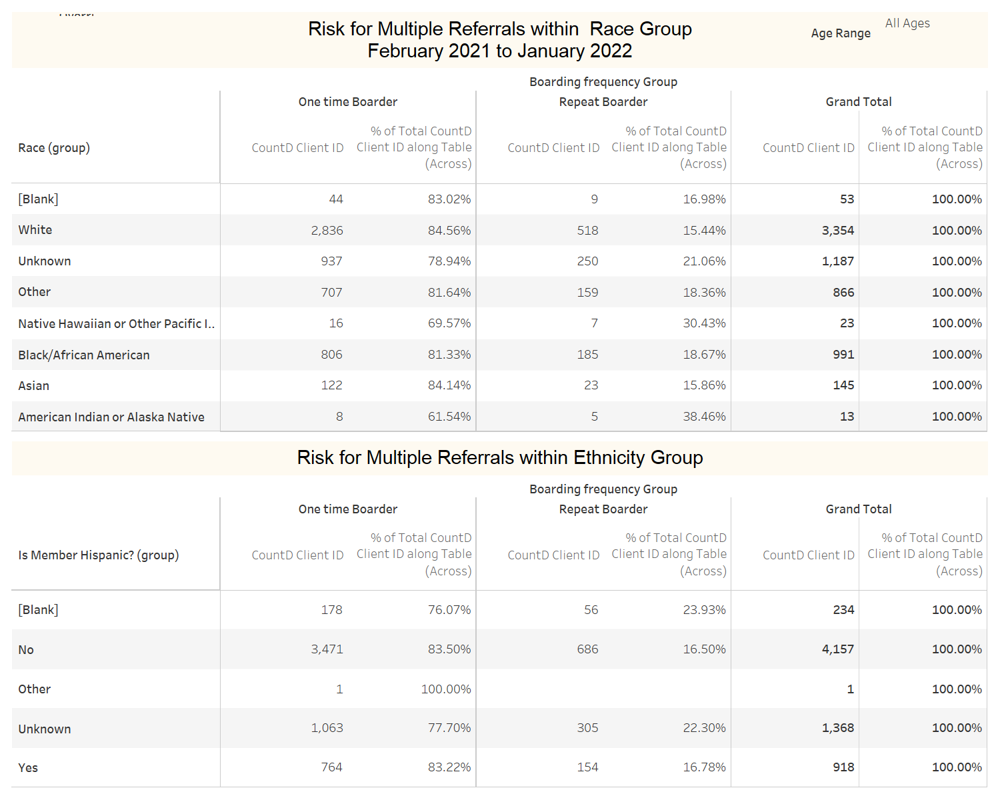 Risk for Multiple Referrals within Race Group
February 2021 to January 2022
Age Range
All Ages
Boarding frequency Group
One time Boarder Repeat Boarder Grand Total
Race (group) CountD Client ID % of Total CountD Client ID along Table (Across) CountD Client ID % of Total CountD Client ID along Table (Across) CountD Client ID % of Total CountD Client ID along Table (Across)
[Blank] 44 83.02% 9 16.98% 53 100.00%
White 2,836 84.56% 518 15.44% 3,354 100.00%
Unknown 937 78.94% 250 21.06% 1,187 100.00%
Other 707 81.64% 159 18.36% 866 100.00%
Native Hawaiian or Other Pacific I.. 16 69.57% 7 30.43% 23 100.00%
Black/African American 806 81.33% 185 18.67% 991 100.00%
Asian 122 84.14% 23 15.86% 145 100.00%
American Indian or Alaska Native 8 61.54% 5 38.46% 13 100.00%
Risk for Multiple Referrals within Ethnicity Group
Boarding frequency Group
One time Boarder Repeat Boarder Grand Total
Is Member Hispanic? (group) CountD Client ID % of Total CountD Client ID along Table (Across) CountD Client ID % of Total CountD Client ID along Table (Across) CountD Client ID % of Total CountD Client ID along Table (Across)
[Blank] 178 76.07% 56 23.93% 234 100.00%
No 3,471 83.50% 686 16.50% 4,157 100.00%
Other 1 100.00% 1 100.00%
Unknown 1,063 77.70% 305 22.30% 1,368 100.00%
Yes 764 83.22% 154 16.78% 918 100.00%